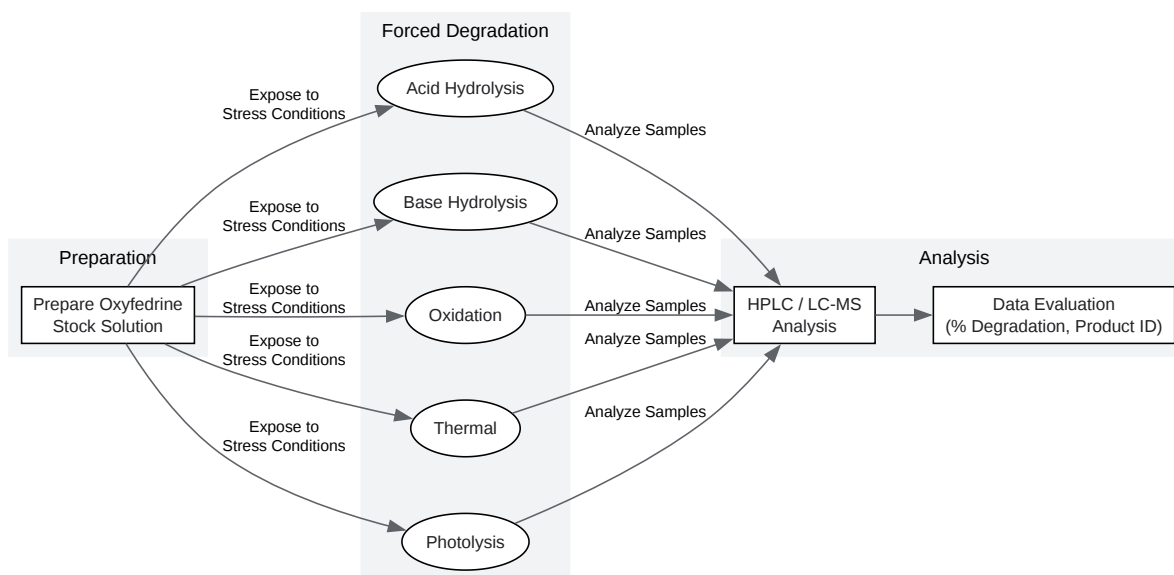 Forced Degradation
Acid Hydrolysis
Expose to
Stress Conditions
Analyze Samples
Base Hydrolysis
Expose to
Stress Conditions
Analyze Samples
Preparation
Analysis
Prepare Oxyfedrine
Stock Solution
Expose to
Stress Conditions
Oxidation
Analyze Samples
HPLC / LC-MS
Analysis
Data Evaluation
(% Degradation, Product ID)
Expose to
Stress Conditions
Analyze Samples
Thermal
Expose to
Stress Conditions
Analyze Samples
Photolysis